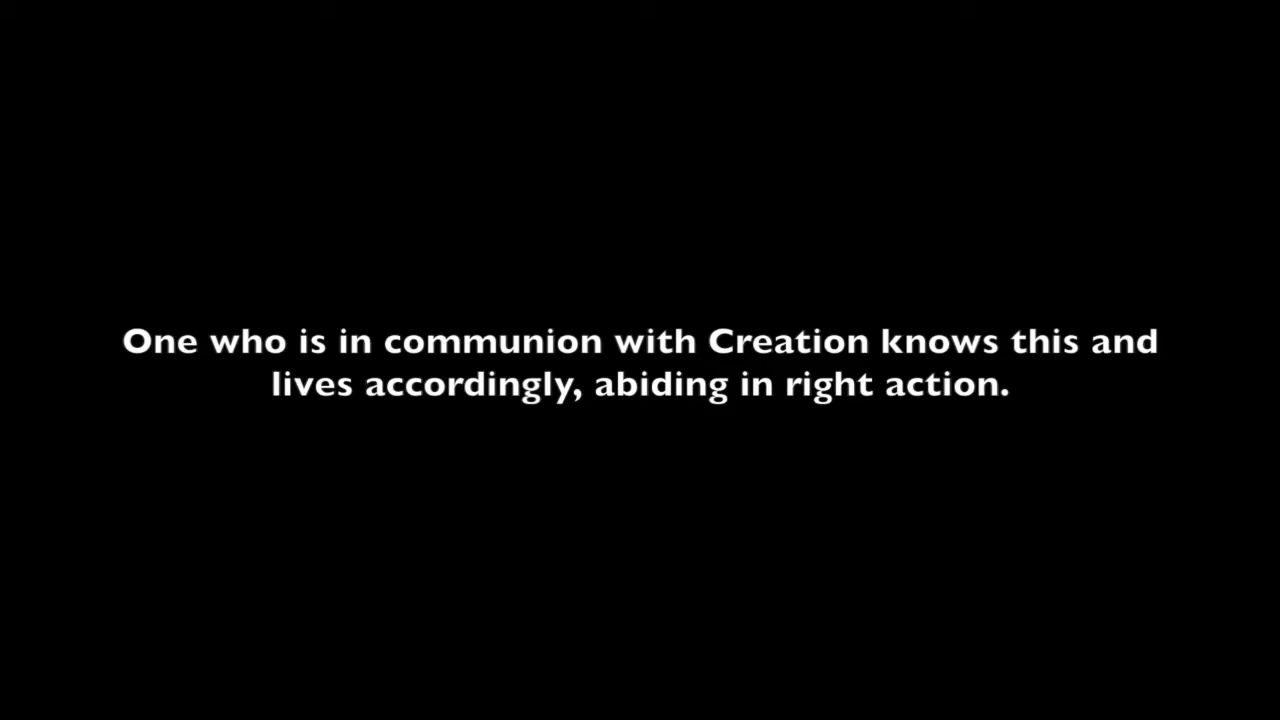 One who is in communion with Creation knows this and
lives accordingly, abiding in right action.